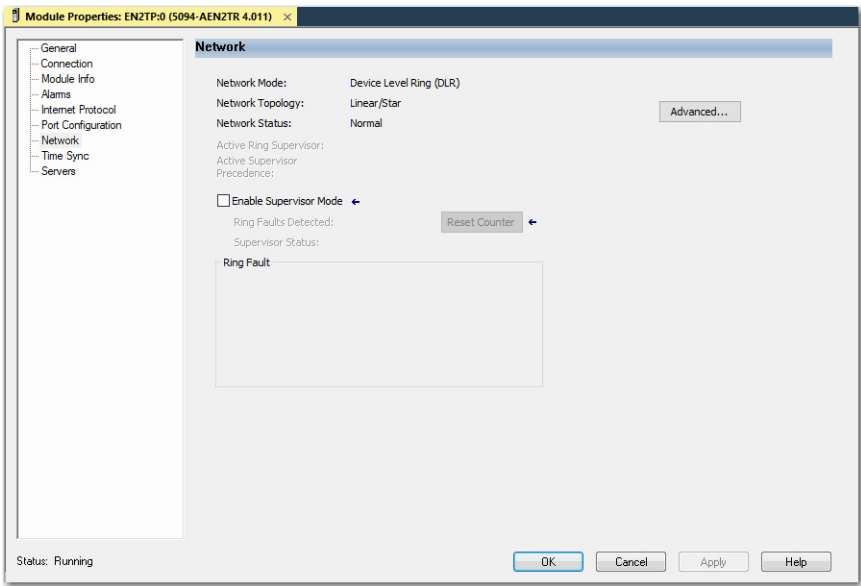 Module Properties: EN2TP:0 (5094-AEN2TR 4.011) ×
General
Connection
Module Info
Alarms
Internet Protocol
Port Configuration
Network
Time Sync
Servers
Network
Network Mode: Device Level Ring (DLR)
Network Topology: Linear/Star
Advanced...
Network Status: Normal
Active Ring Supervisor:
Active Supervisor
Precedence:
Enable Supervisor Mode ←
Ring Faults Detected: Reset Counter ←
Supervisor Status:
Ring Fault
Status: Running
OK Cancel Apply Help